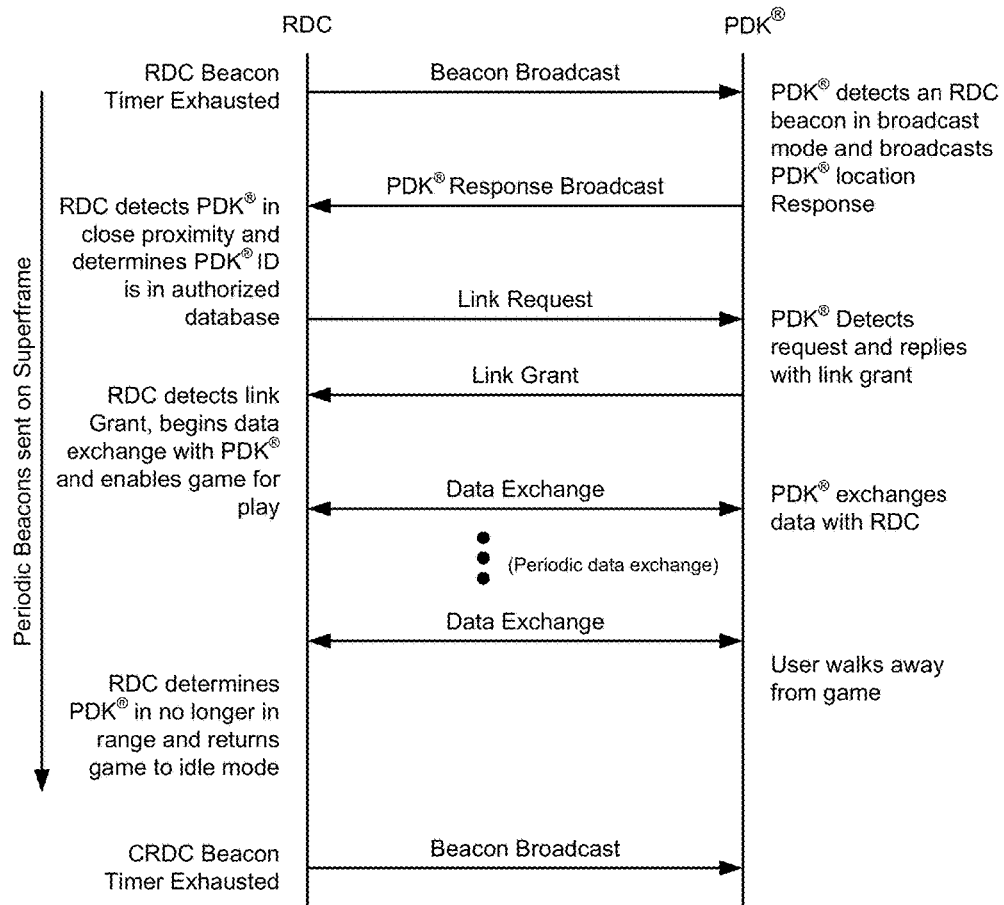 RDC
PDK®
RDC Beacon
Timer Exhausted
Beacon Broadcast
PDK® detects an RDC
beacon in broadcast
mode and broadcasts
PDK® location
Response
PDK® Response Broadcast
RDC detects PDK® in
close proximity and
determines PDK® ID
is in authorized
database
Link Request
PDK® Detects
request and replies
with link grant
Link Grant
RDC detects link
Grant, begins data
exchange with PDK®
and enables game for
play
Data Exchange
PDK® exchanges
data with RDC
(Periodic data exchange)
Data Exchange
User walks away
from game
RDC determines
PDK® in no longer in
range and returns
game to idle mode
Periodic Beacons sent on Superframe
CRDC Beacon
Timer Exhausted
Beacon Broadcast